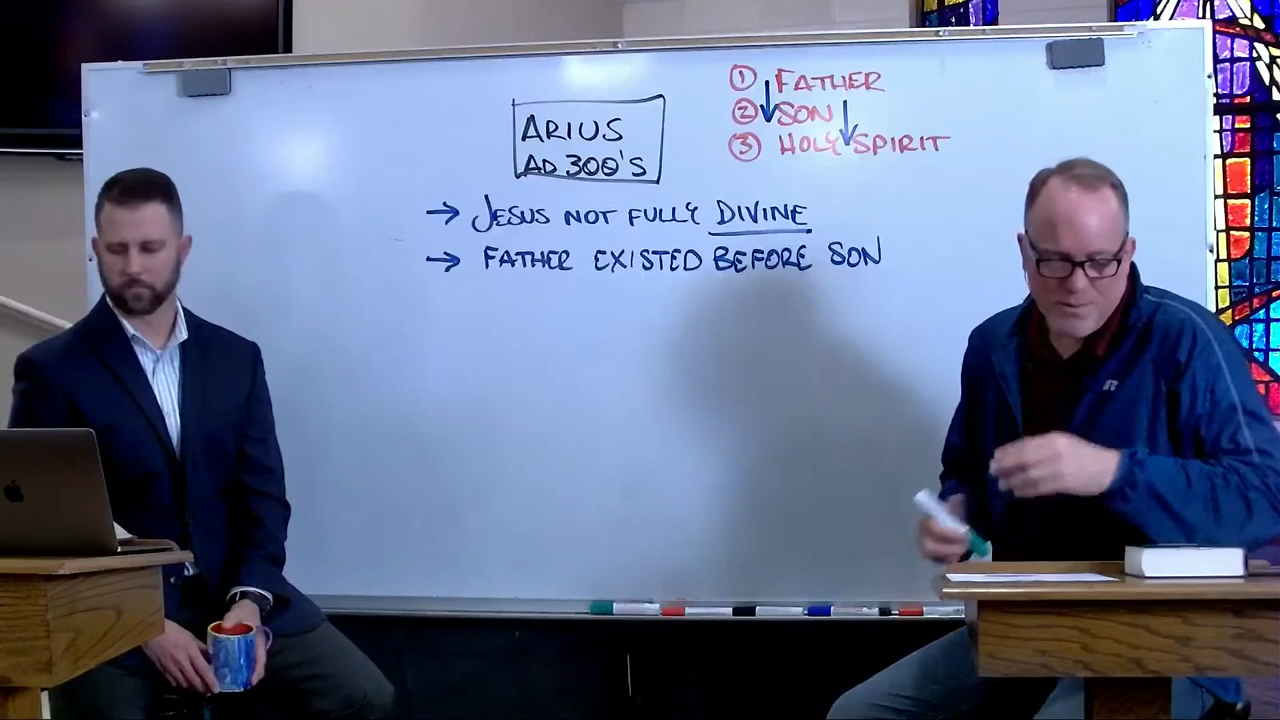 ① FATHER
② SON
③ HOLY SPIRIT
ARIUS
AD 300'S
→ JESUS NOT FULLY DIVINE
→ FATHER EXISTED BEFORE SON
R